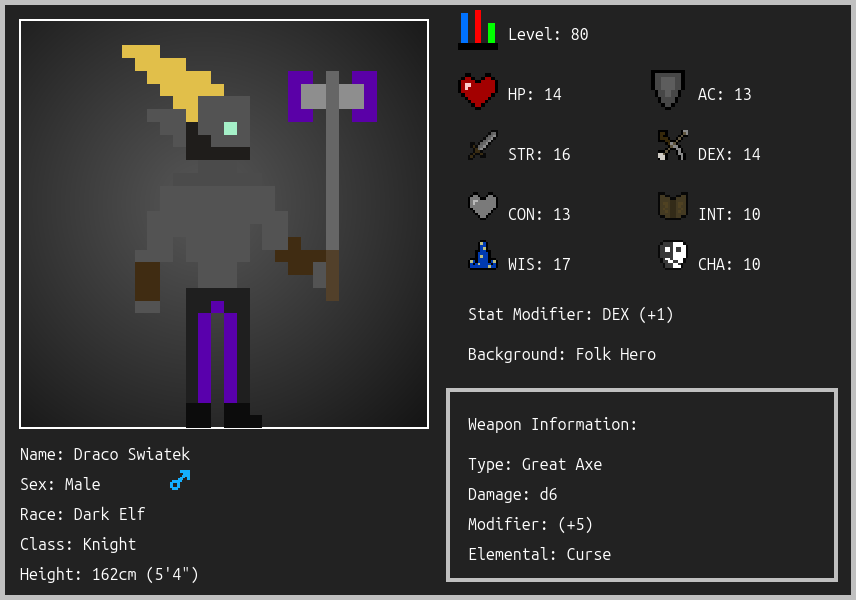 Level: 80
HP: 14
AC: 13
STR: 16
DEX: 14
CON: 13
INT: 10
WIS: 17
CHA: 10
Stat Modifier: DEX (+1)
Background: Folk Hero
Weapon Information:
Type: Great Axe
Damage: d6
Modifier: (+5)
Elemental: Curse
Name: Draco Swiatek
Sex: Male
Race: Dark Elf
Class: Knight
Height: 162cm (5'4")